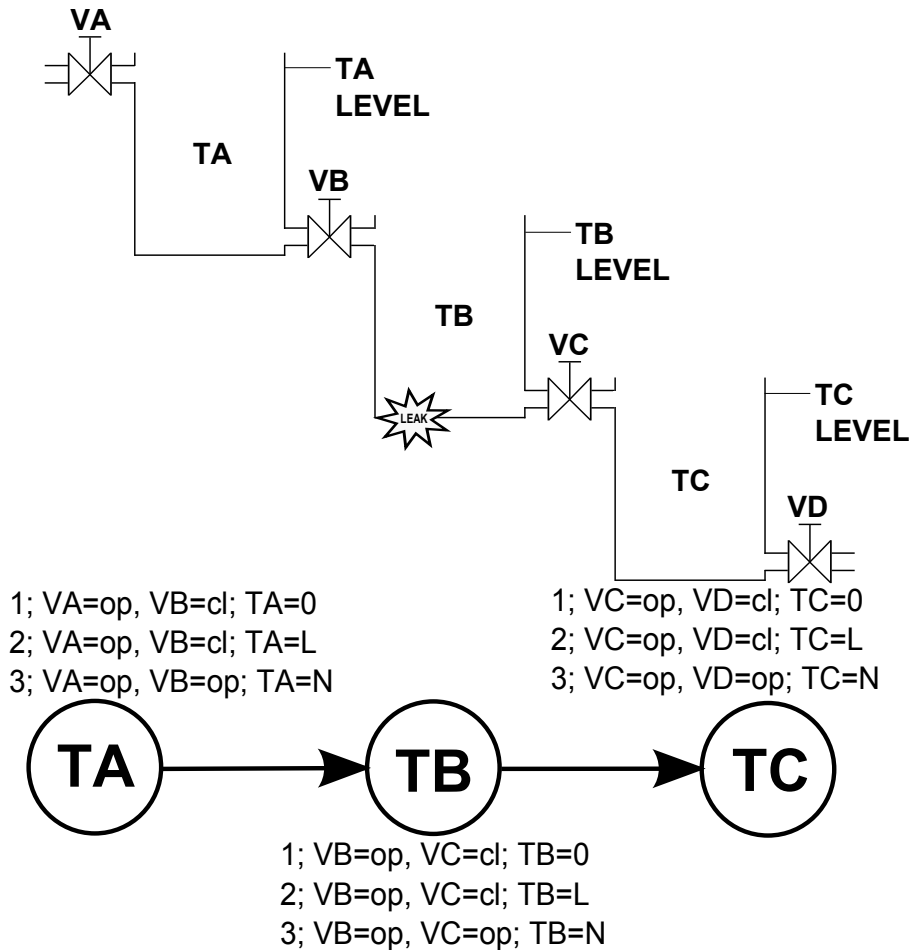 VA
TA
LEVEL
TA
VB
TB
LEVEL
TB
VC
LEAK
TC
LEVEL
TC
VD
1; VA=op, VB=cl; TA=0
2; VA=op, VB=cl; TA=L
3; VA=op, VB=op; TA=N
1; VC=op, VD=cl; TC=0
2; VC=op, VD=cl; TC=L
3; VC=op, VD=op; TC=N
TA
TB
TC
1; VB=op, VC=cl; TB=0
2; VB=op, VC=cl; TB=L
3; VB=op, VC=op; TB=N